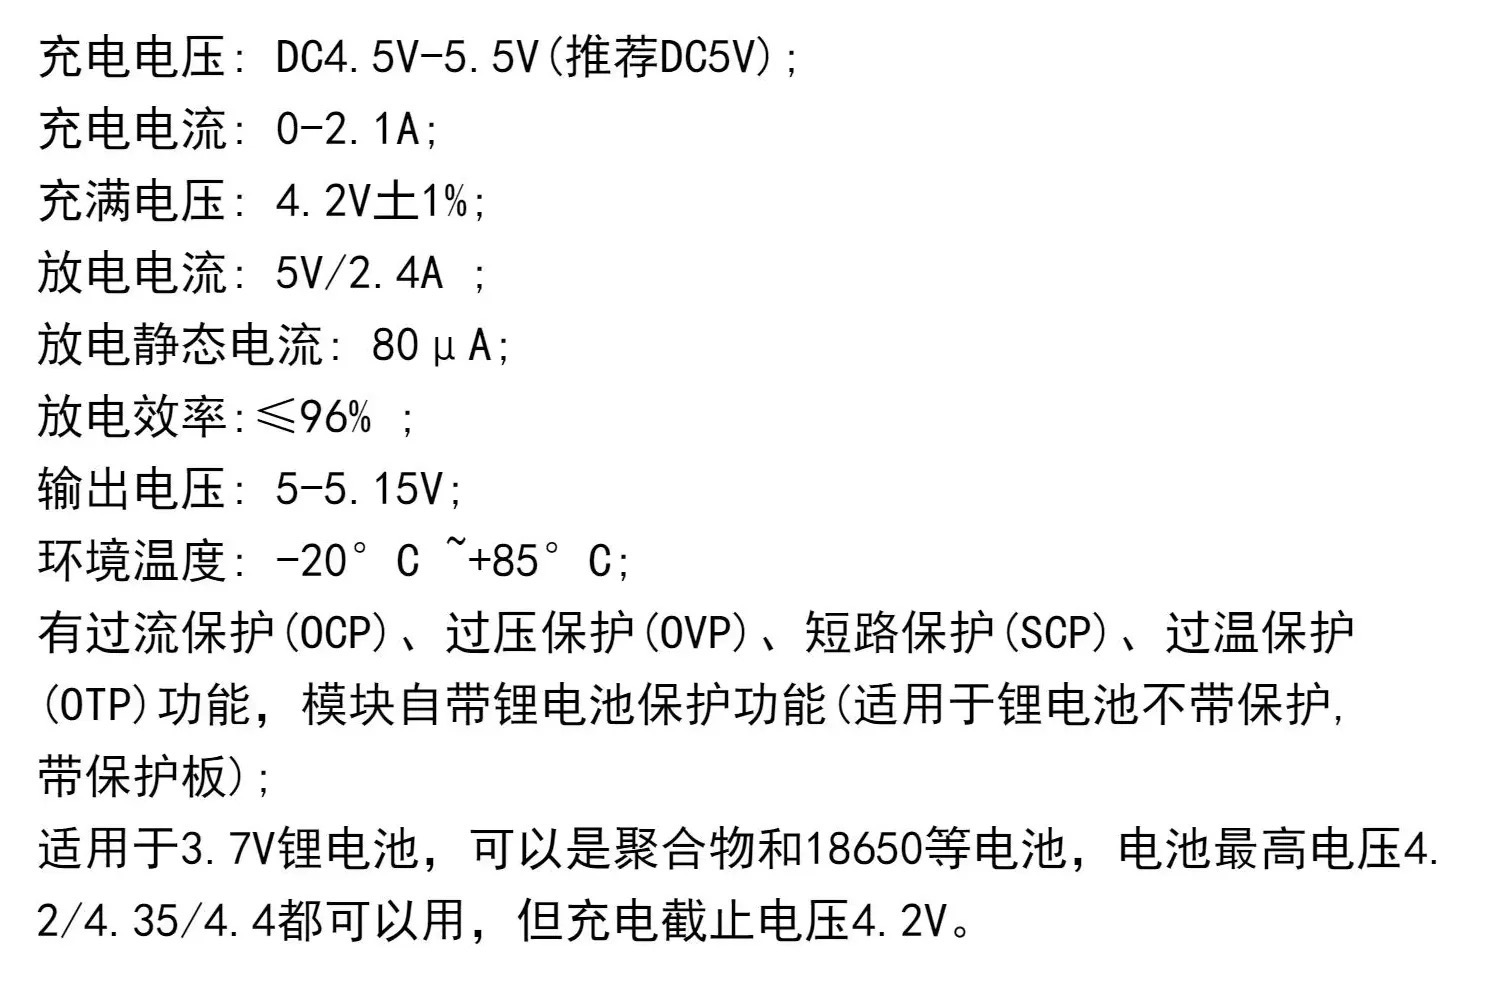 充电电压: DC4.5V-5.5V(推荐DC5V);
充电电流: 0-2.1A;
充满电压: 4.2V土1%;
放电电流: 5V/2.4A ;
放电静态电流: 80μA;
放电效率:≤96% ;
输出电压: 5-5.15V;
环境温度: -20°C ~+85°C;
有过流保护(OCP)、过压保护(OVP)、短路保护(SCP)、过温保护
(OTP)功能，模块自带锂电池保护功能(适用于锂电池不带保护,
带保护板);
适用于3.7V锂电池，可以是聚合物和18650等电池，电池最高电压4.
2/4.35/4.4都可以用，但充电截止电压4.2V。